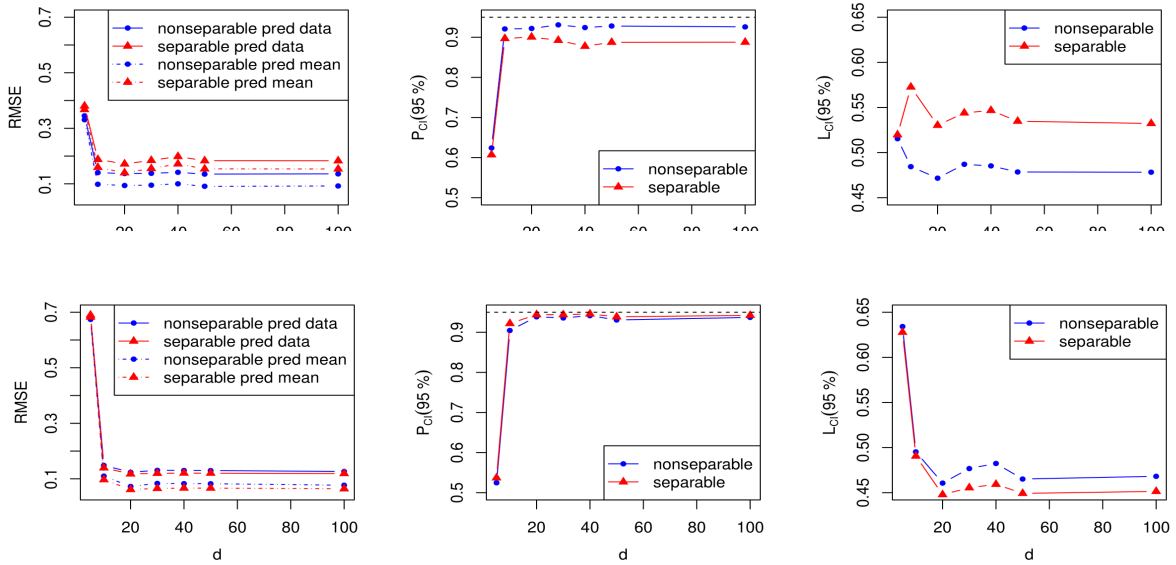 RMSE
0.1
0.3
0.5
0.7
20
40
60
80
100
nonseparable pred data
separable pred data
nonseparable pred mean
separable pred mean
P_CI(95 %)
0.5
0.6
0.7
0.8
0.9
20
40
60
80
100
nonseparable
separable
L_CI(95 %)
0.45
0.50
0.55
0.60
0.65
20
40
60
80
100
nonseparable
separable
RMSE
0.1
0.3
0.5
0.7
20
40
60
80
100
d
nonseparable pred data
separable pred data
nonseparable pred mean
separable pred mean
P_CI(95 %)
0.5
0.6
0.7
0.8
0.9
20
40
60
80
100
d
nonseparable
separable
L_CI(95 %)
0.45
0.50
0.55
0.60
0.65
20
40
60
80
100
d
nonseparable
separable